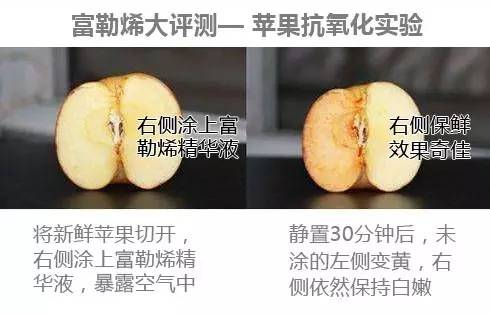 富勒烯大评测— 苹果抗氧化实验
右侧涂上富
勒烯精华液
右侧保鲜
效果奇佳
将新鲜苹果切开，
右侧涂上富勒烯精
华液，暴露空气中
静置30分钟后，未
涂的左侧变黄，右
侧依然保持白嫩